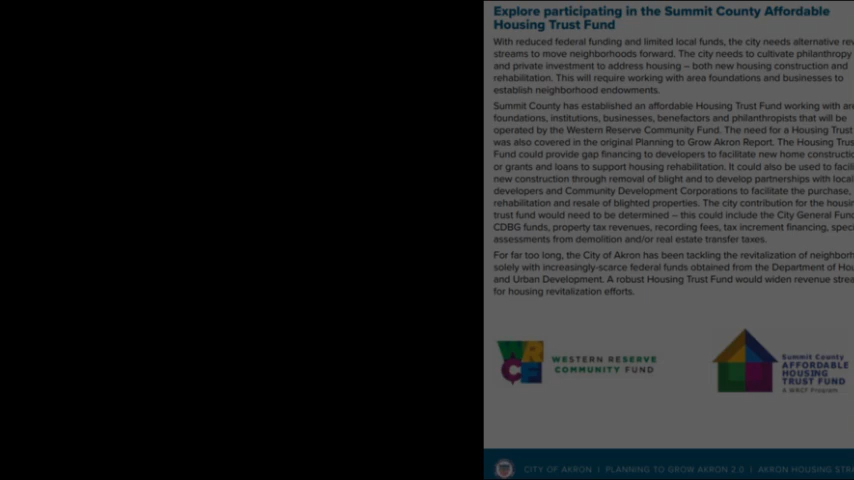 Explore participating in the Summit County Affordable
Housing Trust Fund
With reduced federal funding and limited local funds, the city needs alternative
streams to move neighborhoods forward. The city needs to cultivate philanthropy
and private investment to address housing – both new housing construction and
rehabilitation. This will require working with area foundations and businesses to
establish neighborhood endowments.
Summit County has established an affordable Housing Trust Fund working with
foundations, institutions, businesses, benefactors and philanthropists that will be
operated by the Western Reserve Community Fund. The need for a Housing Trust
was also covered in the original Planning to Grow Akron Report. The Housing
Fund could provide gap financing to developers to facilitate new home
or grants and loans to support housing rehabilitation. It could also be used to
new construction through removal of blight and to develop partnerships with local
developers and Community Development Corporations to facilitate the purchase,
rehabilitation and resale of blighted properties. The city contribution for the
trust fund would need to be determined – this could include the City General
CDBG funds, property tax revenues, recording fees, tax increment financing,
assessments from demolition and/or real estate transfer taxes.
For far too long, the City of Akron has been tackling the revitalization of
solely with increasingly-scarce federal funds obtained from the Department of
and Urban Development. A robust Housing Trust Fund would widen revenue
for housing revitalization efforts.
WRCF
WESTERN RESERVE
COMMUNITY FUND
Summit County
AFFORDABLE
HOUSING
TRUST FUND
A WRCF Program
CITY OF AKRON | PLANNING TO GROW AKRON 2.0 | AKRON HOUSING